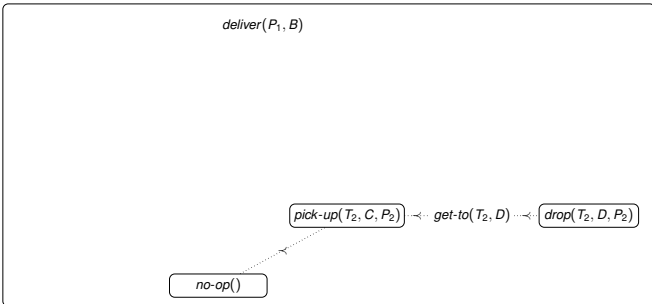 deliver(P₁, B)
pick-up(T₂, C, P₂) ≺ get-to(T₂, D) ≺ drop(T₂, D, P₂)
≺
no-op()